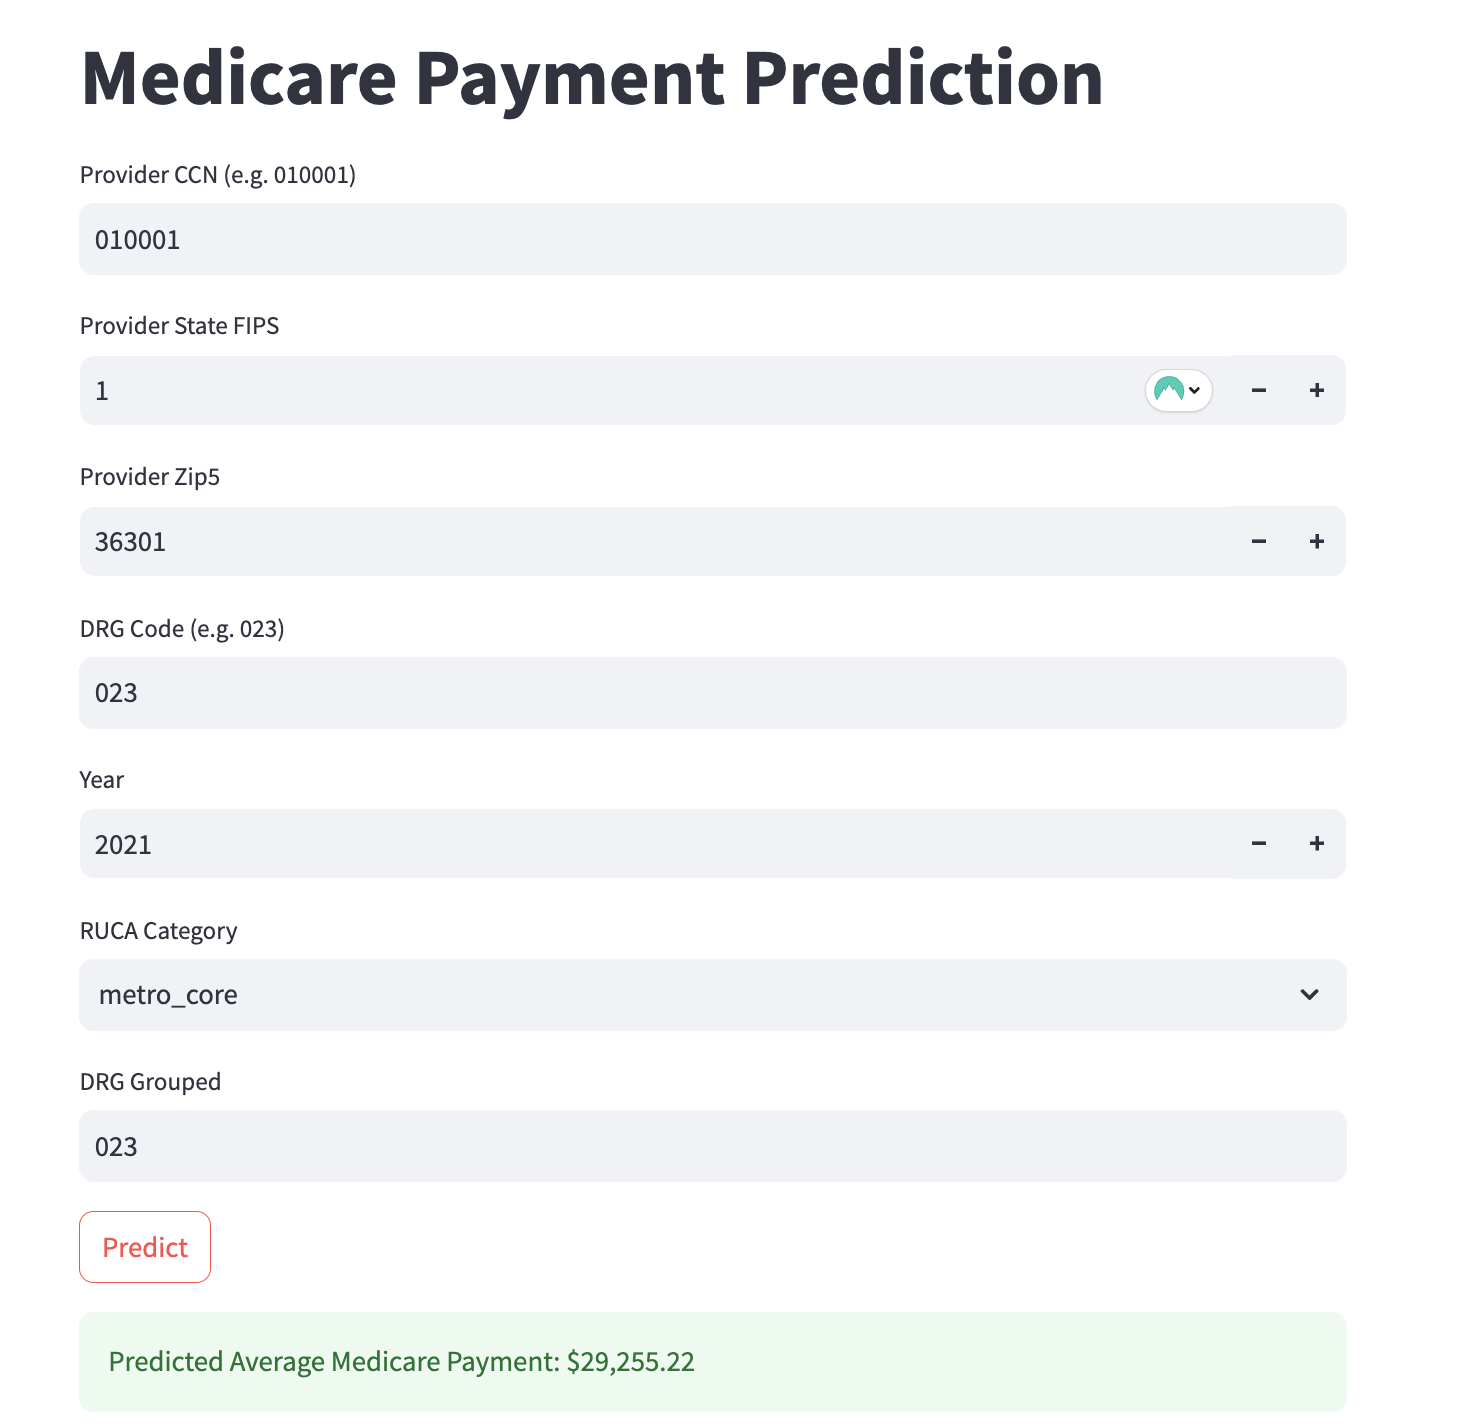 Medicare Payment Prediction
Provider CCN (e.g. 010001)
010001
Provider State FIPS
1
Provider Zip5
36301
DRG Code (e.g. 023)
023
Year
2021
RUCA Category
metro_core
DRG Grouped
023
Predict
Predicted Average Medicare Payment: $29,255.22